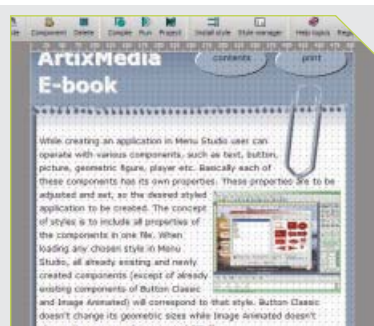 Component Delete Compile Run Project Install style Style manager Help topics
ArtixMedia
E-book
contents print
While creating an application in Menu Studio user can
operate with various components, such as text, button,
picture, geometric figure, player etc. Basically each of
these components has its own properties. These properties are to be
adjusted and set, so the desired styled
application to be created. The concept
of styles is to include all properties of
the components in one file. When
loading any chosen style in Menu
Studio, all already existing and newly
created components (except of already
existing components of Button Classic
and Image Animated) will correspond to that style. Button Classic
doesn't change its geometric sizes while Image Animated doesn't